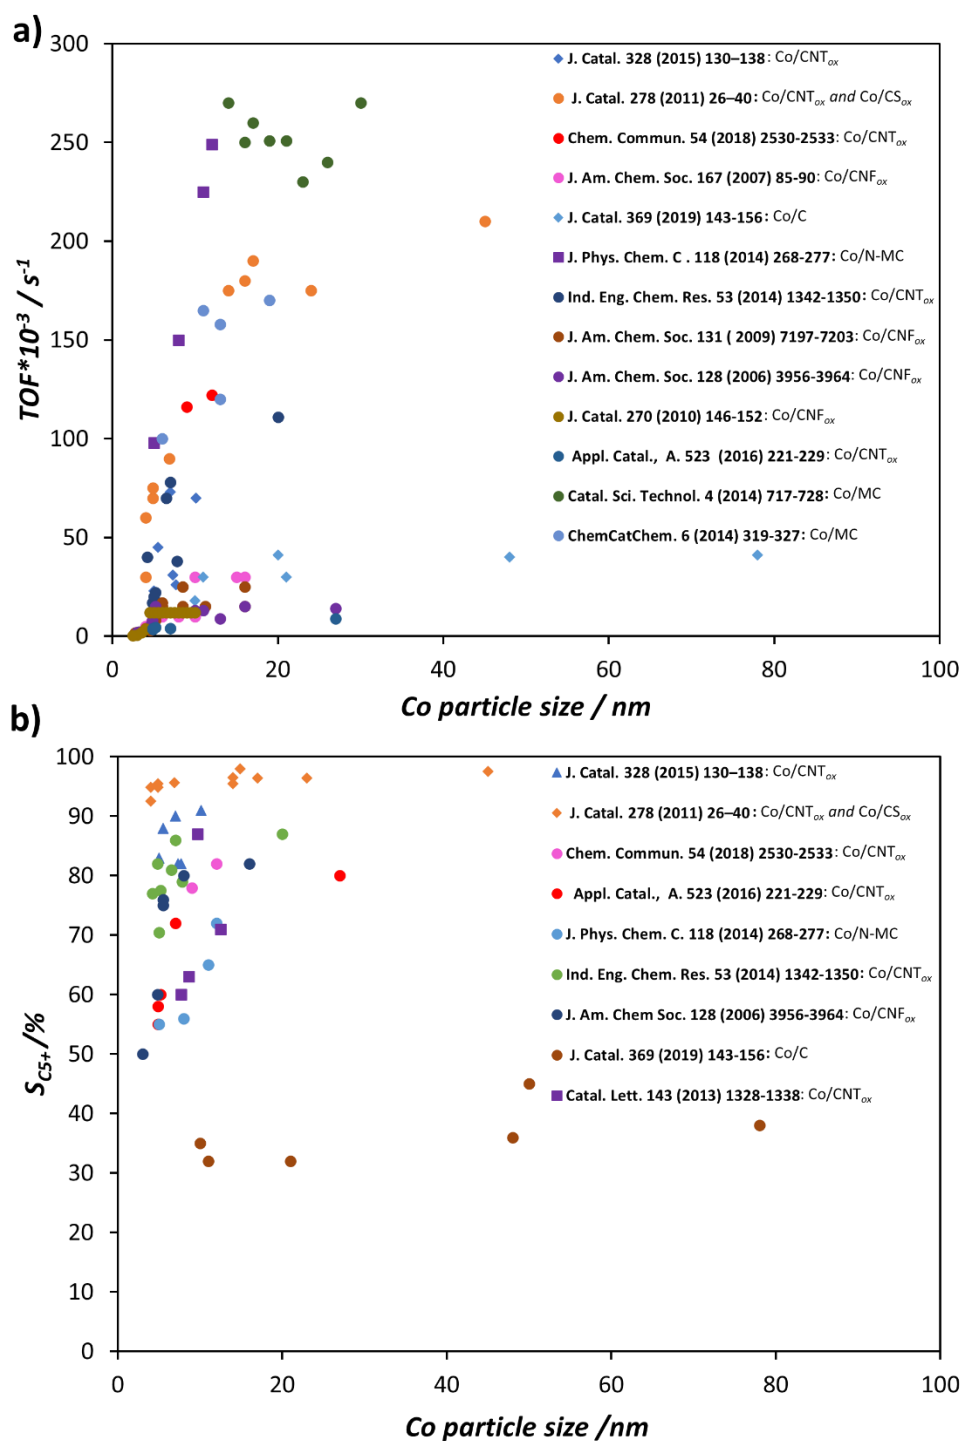 a)
300
250
200
150
100
50
0
TOF*10-3 / s-1
J. Catal. 328 (2015) 130–138: Co/CNTox
J. Catal. 278 (2011) 26–40: Co/CNTox and Co/CSox
Chem. Commun. 54 (2018) 2530-2533: Co/CNTox
J. Am. Chem. Soc. 167 (2007) 85-90: Co/CNFox
J. Catal. 369 (2019) 143-156: Co/C
J. Phys. Chem. C . 118 (2014) 268-277: Co/N-MC
Ind. Eng. Chem. Res. 53 (2014) 1342-1350: Co/CNTox
J. Am. Chem. Soc. 131 ( 2009) 7197-7203: Co/CNFox
J. Am. Chem. Soc. 128 (2006) 3956-3964: Co/CNFox
J. Catal. 270 (2010) 146-152: Co/CNFox
Appl. Catal., A. 523 (2016) 221-229: Co/CNTox
Catal. Sci. Technol. 4 (2014) 717-728: Co/MC
ChemCatChem. 6 (2014) 319-327: Co/MC
0 20 40 60 80 100
Co particle size / nm
b)
100
90
80
70
60
50
40
30
20
10
0
SC5+ /%
J. Catal. 328 (2015) 130–138: Co/CNTox
J. Catal. 278 (2011) 26–40: Co/CNTox and Co/CSox
Chem. Commun. 54 (2018) 2530-2533: Co/CNTox
Appl. Catal., A. 523 (2016) 221-229: Co/CNTox
J. Phys. Chem. C. 118 (2014) 268-277: Co/N-MC
Ind. Eng. Chem. Res. 53 (2014) 1342-1350: Co/CNTox
J. Am. Chem Soc. 128 (2006) 3956-3964: Co/CNFox
J. Catal. 369 (2019) 143-156: Co/C
Catal. Lett. 143 (2013) 1328-1338: Co/CNTox
0 20 40 60 80 100
Co particle size /nm